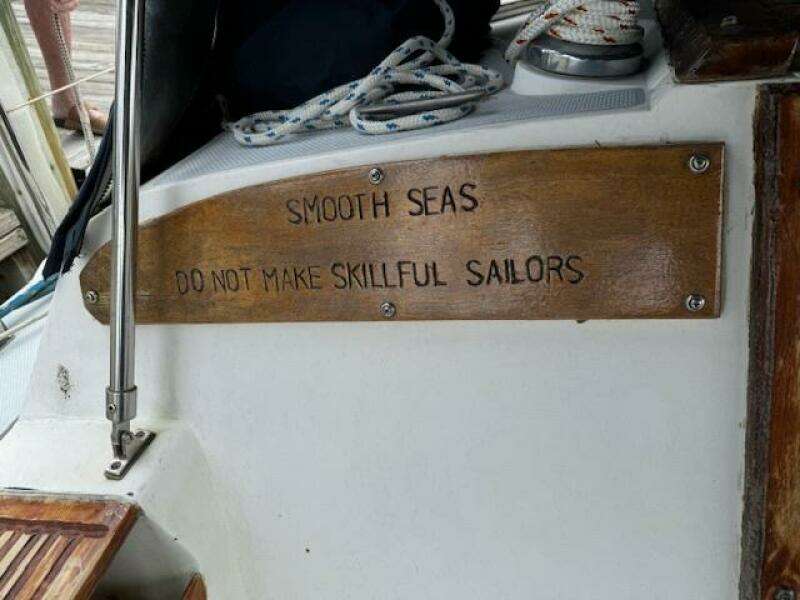 SMOOTH SEAS
DO NOT MAKE SKILLFUL SAILORS